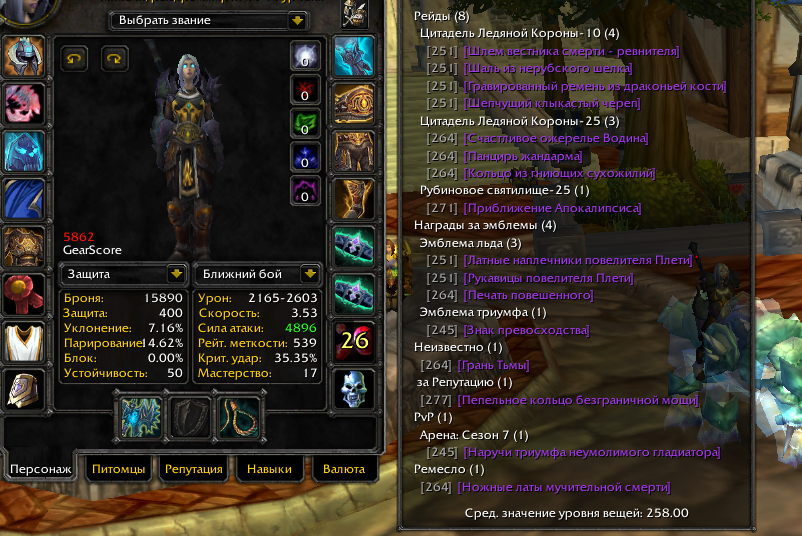 Выбрать звание
0
0
0
0
0
5862
GearScore
Защита
Ближний бой
Броня: 15890
Защита: 400
Уклонение: 7.16%
Парирование 14.62%
Блок: 0.00%
Устойчивость: 50
Урон: 2165-2603
Скорость: 3.53
Сила атаки: 4896
Рейт. меткости: 539
Крит. удар: 35.35%
Мастерство: 17
26
Персонаж
Питомцы
Репутация
Навыки
Валюта
Рейды (8)
Цитадель Ледяной Короны-10 (4)
[251] [Шлем вестника смерти - ревнителя]
[251] [Шаль из нерубского шелка]
[251] [Гравированный ремень из драконьей кости]
[251] [Шепчущий клыкастый череп]
Цитадель Ледяной Короны-25 (3)
[264] [Счастливое ожерелье Водина]
[264] [Панцирь жандарма]
[264] [Кольцо из гниющих сухожилий]
Рубиновое святилище-25 (1)
[271] [Приближение Апокалипсиса]
Награды за эмблемы (4)
Эмблема льда (3)
[251] [Латные наплечники повелителя Плети]
[251] [Рукавицы повелителя Плети]
[264] [Печать повешенного]
Эмблема триумфа (1)
[245] [Знак превосходства]
Неизвестно (1)
[264] [Грань Тьмы]
за Репутацию (1)
[277] [Пепельное кольцо безграничной мощи]
PvP (1)
Арена: Сезон 7 (1)
[245] [Наручи триумфа неумолимого гладиатора]
Ремесло (1)
[264] [Ножные латы мучительной смерти]
Сред. значение уровня вещей: 258.00